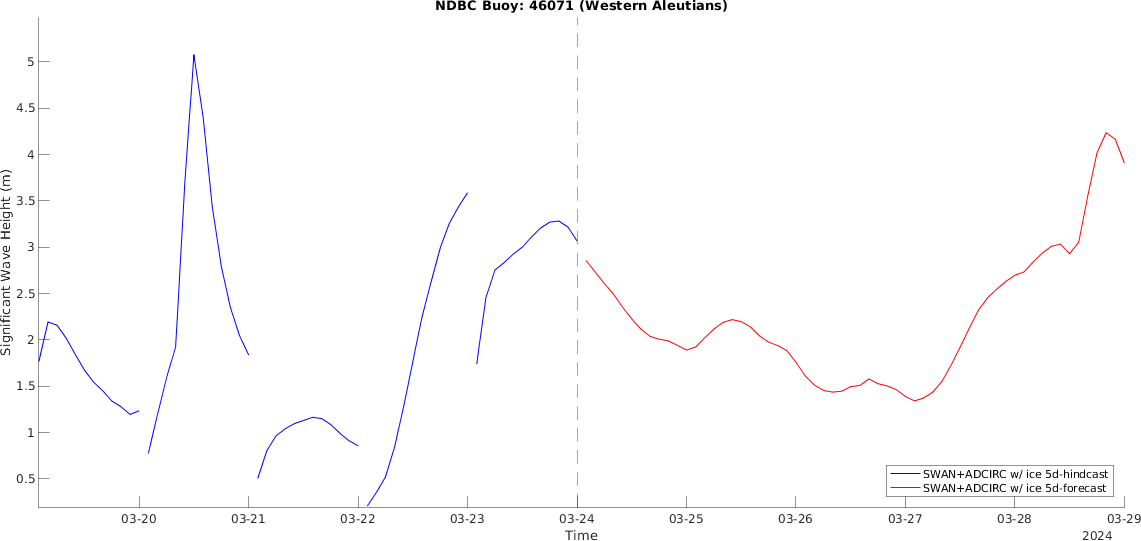 NDBC Buoy: 46071 (Western Aleutians)
Significant Wave Height (m)
5
4.5
4
3.5
3
2.5
2
1.5
1
0.5
SWAN+ADCIRC w/ ice 5d-hindcast
SWAN+ADCIRC w/ ice 5d-forecast
03-20 03-21 03-22 03-23 03-24 03-25 03-26 03-27 03-28 03-29
Time
2024